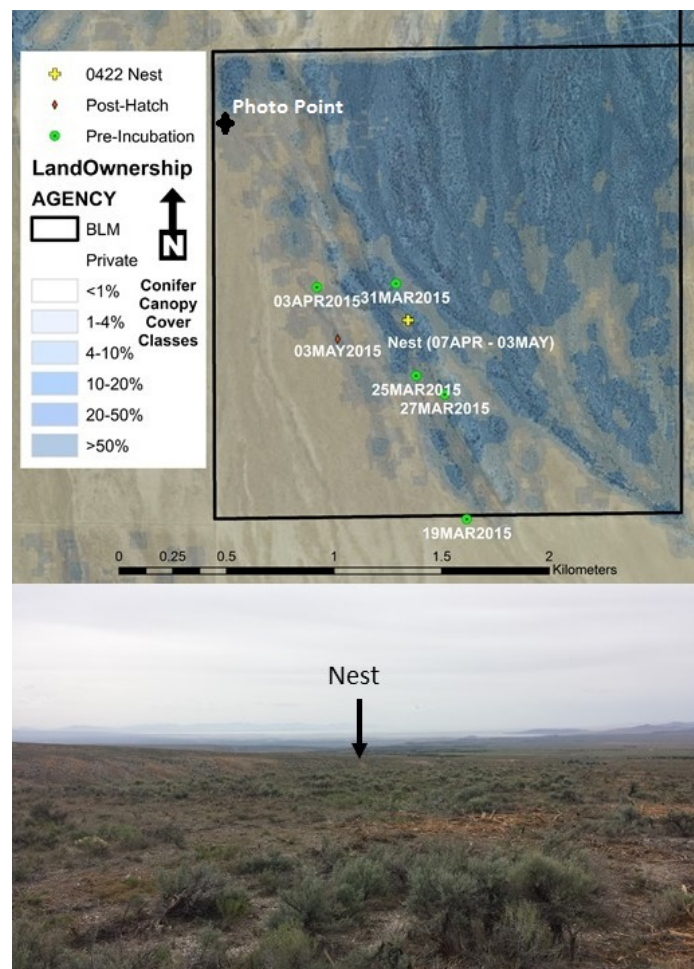 0422 Nest
Post-Hatch
Pre-Incubation
LandOwnership
AGENCY
BLM
Private
N
Conifer
Canopy
Cover
Classes
<1%
1-4%
4-10%
10-20%
20-50%
>50%
Photo Point
03APR2015
31MAR2015
03MAY2015
Nest (07APR - 03MAY)
25MAR2015
27MAR2015
19MAR2015
0 0.25 0.5 1 1.5 2
Kilometers
Nest